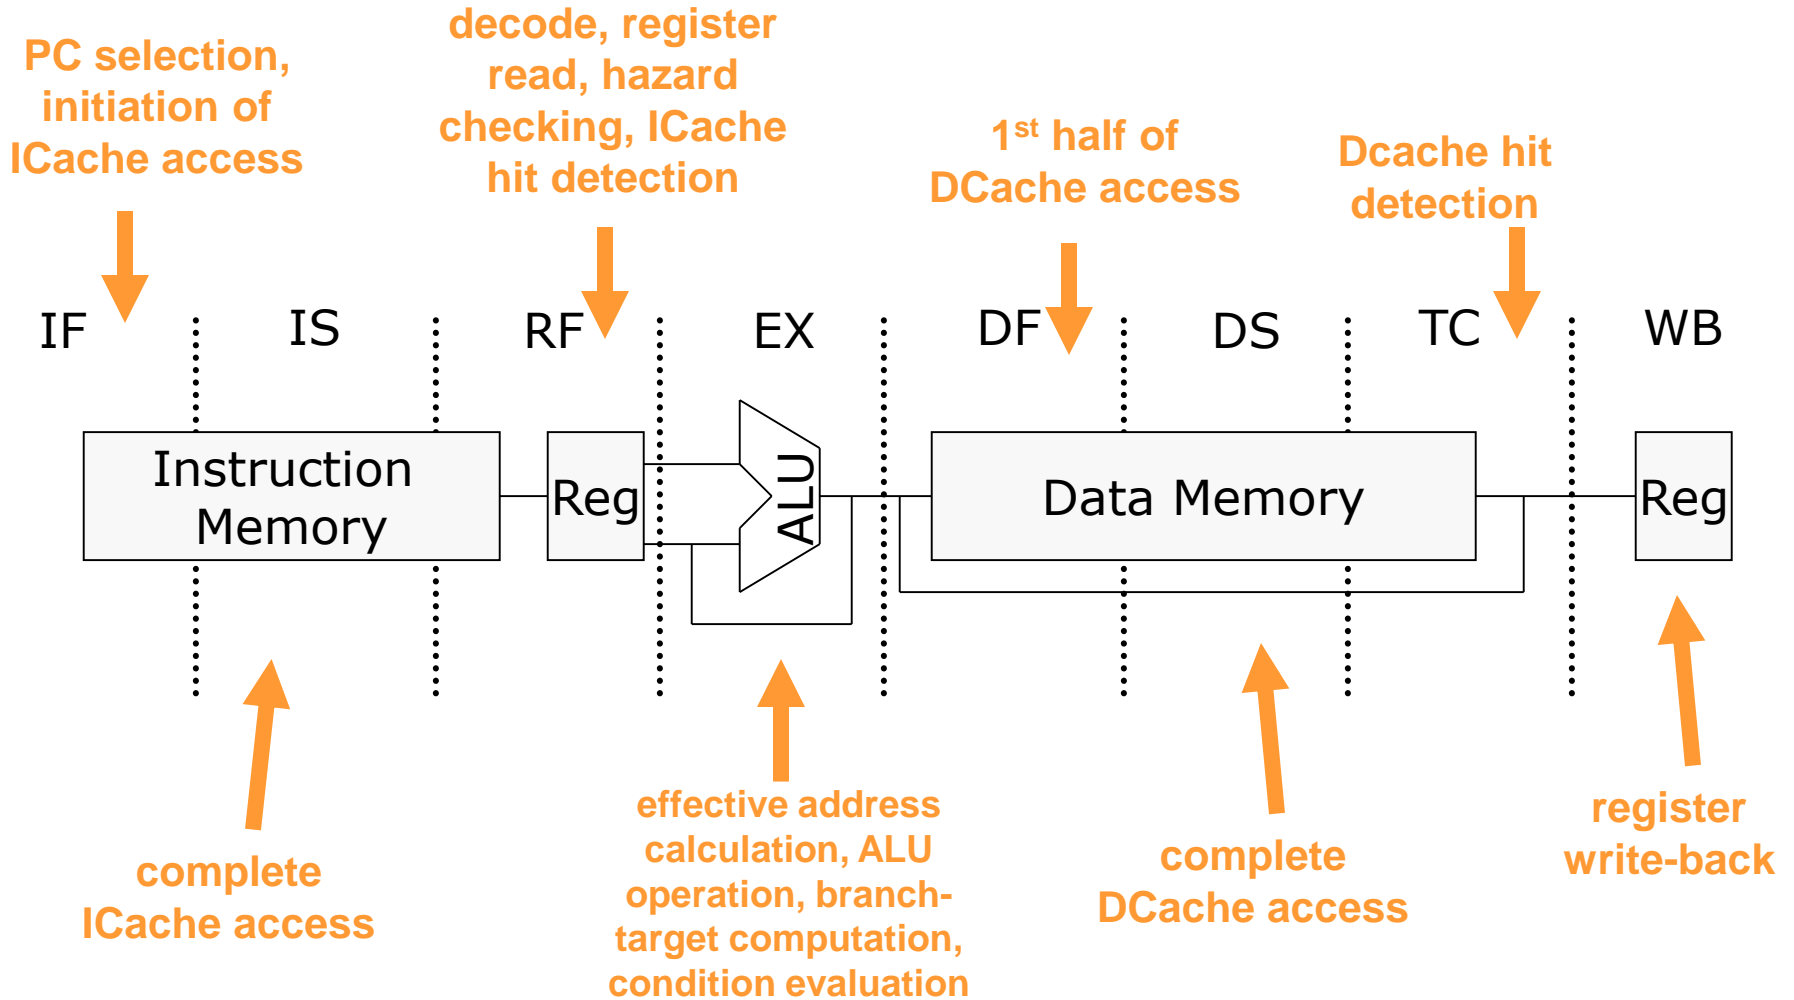 PC selection,
initiation of
ICache access
decode, register
read, hazard
checking, ICache
hit detection
1st half of
DCache access
Dcache hit
detection
IF
IS
RF
EX
DF
DS
TC
WB
Instruction
Memory
Reg
ALU
Data Memory
Reg
complete
ICache access
effective address
calculation, ALU
operation, branch-
target computation,
condition evaluation
complete
DCache access
register
write-back